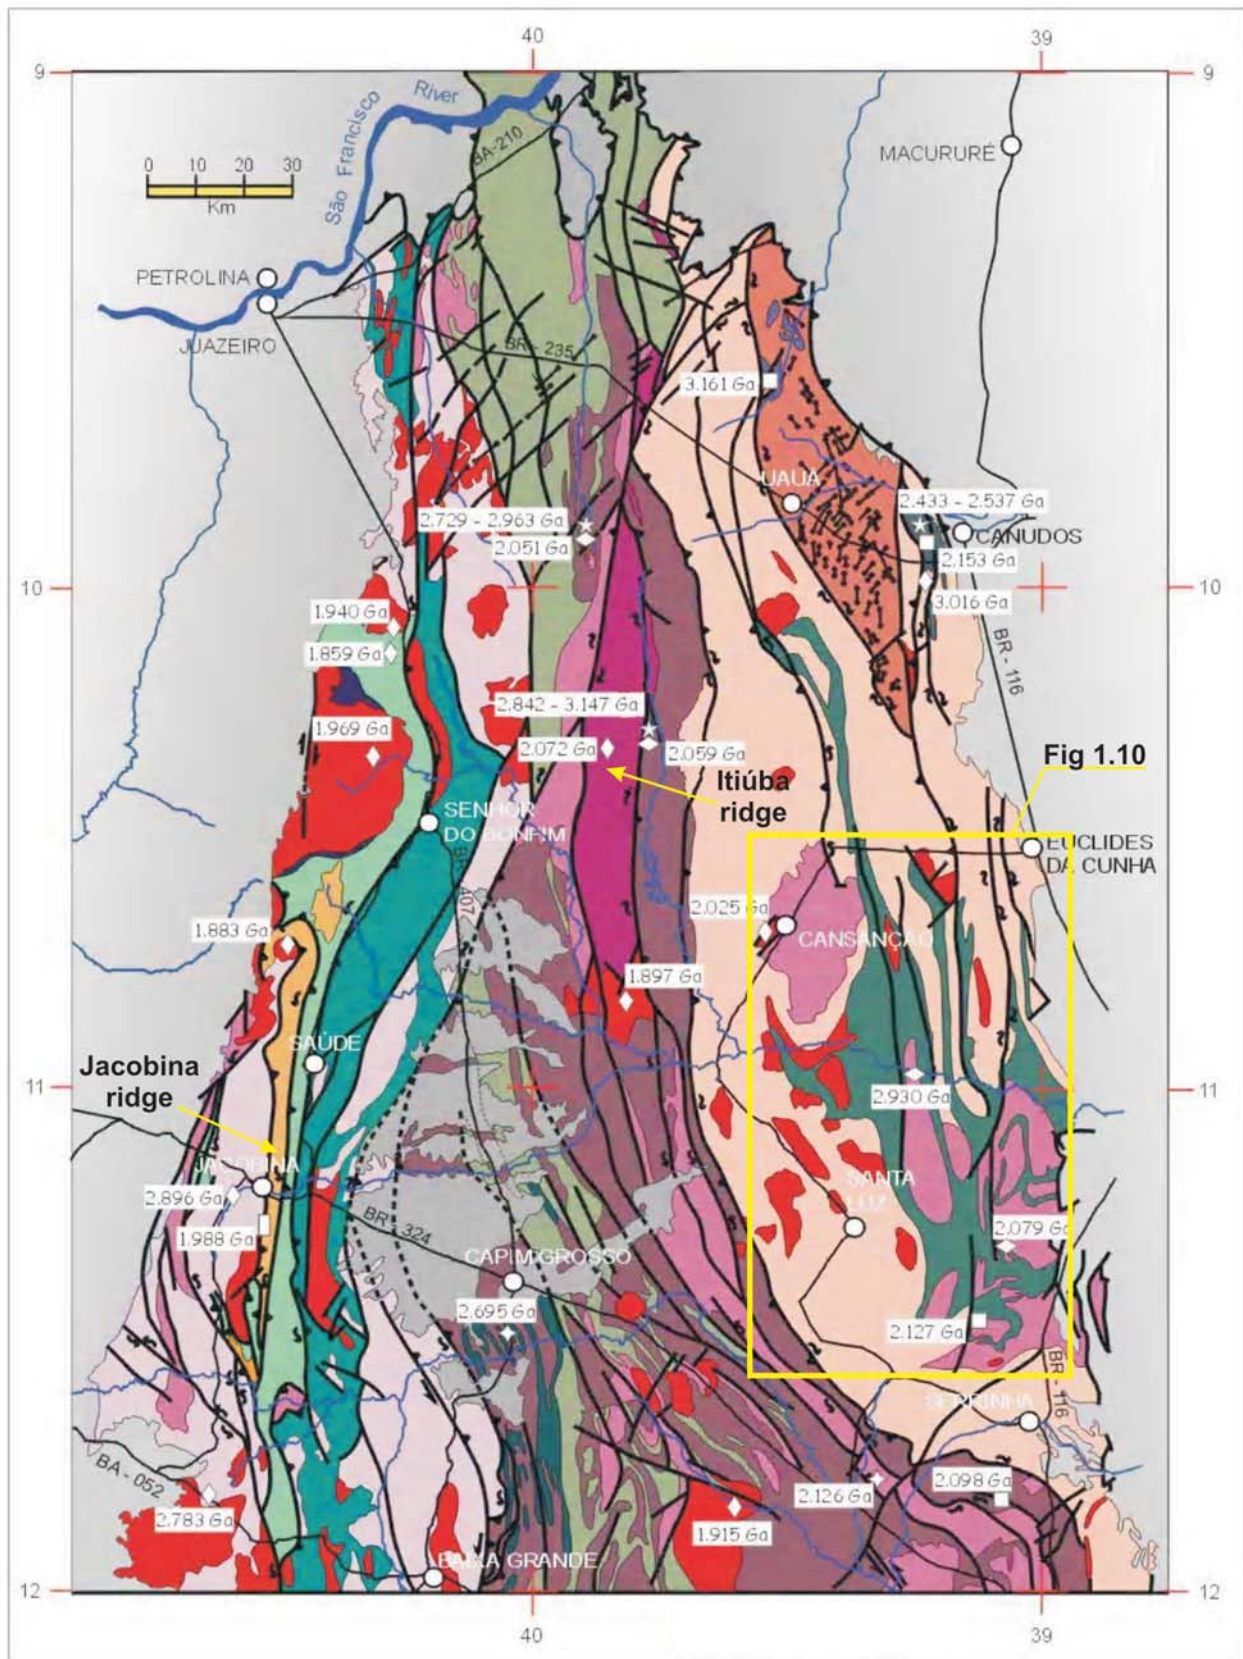 40
39
9
9
River
São Francisco
BA-210
MACURURÉ
0 10 20 30
Km
PETROLINA
JUAZEIRO
BR - 235
3.161 Ga
UAUÁ
2.433 - 2.537 Ga
2.729 - 2.963 Ga
2.051 Ga
CANUDOS
2.153 Ga
10
10
3.016 Ga
1.940 Ga
1.859 Ga
BR - 116
2.842 - 3.147 Ga
1.969 Ga
2.072 Ga
2.059 Ga
Fig 1.10
Itiúba
ridge
SENHOR
DO BONFIM
EUCLIDES
DA CUNHA
BR - 407
2.025 Ga
CANSANÇÃO
1.883 Ga
1.897 Ga
SAÚDE
Jacobina
ridge
11
11
2.930 Ga
JACOBINA
2.896 Ga
SANTA
LUZ
1.988 Ga
BR - 324
2.079 Ga
CAPIM GROSSO
2.695 Ga
2.127 Ga
BR - 116
SERRINHA
BA - 052
2.783 Ga
2.126 Ga
2.098 Ga
1.915 Ga
BAIXA GRANDE
12
12
40
39